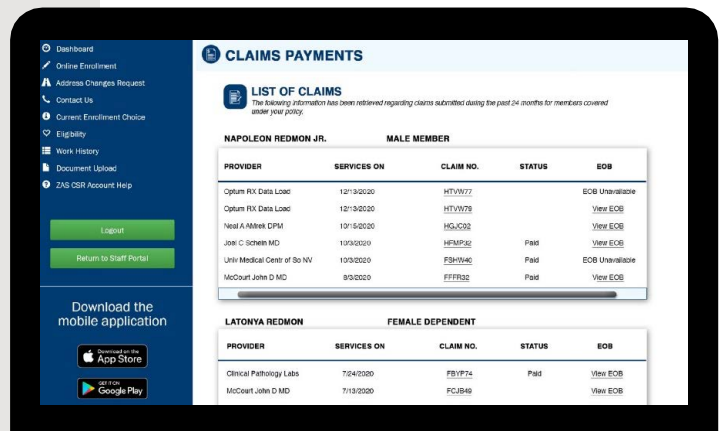 Dashboard
Online Enrollment
Address Changes Request
Contact Us
Current Enrollment Choice
Eligibility
Work History
Document Upload
ZAS CSR Account Help
Logout
Return to Staff Portal
Download the
mobile application
Download on the
App Store
GET IT ON
Google Play
CLAIMS PAYMENTS
LIST OF CLAIMS
The following information has been retrieved regarding claims submitted during the past 24 months for members covered
under your policy.
NAPOLEON REDMON JR. MALE MEMBER
PROVIDER SERVICES ON CLAIM NO. STATUS EOB
Optum RX Data Load 12/13/2020 HTVW77 EOB Unavailable
Optum RX Data Load 12/13/2020 HTVW79 View EOB
Neal A AMrek DPM 10/15/2020 HGJC02 View EOB
Joel C Schein MD 10/3/2020 HFMP32 Paid View EOB
Univ Medical Centr of So NV 10/3/2020 FSHW40 Paid EOB Unavailable
McCourt John D MD 8/3/2020 FFFR32 Paid View EOB
LATONYA REDMON FEMALE DEPENDENT
PROVIDER SERVICES ON CLAIM NO. STATUS EOB
Clinical Pathology Labs 7/24/2020 FBYP74 Paid View EOB
McCourt John D MD 7/13/2020 FCJB49 View EOB